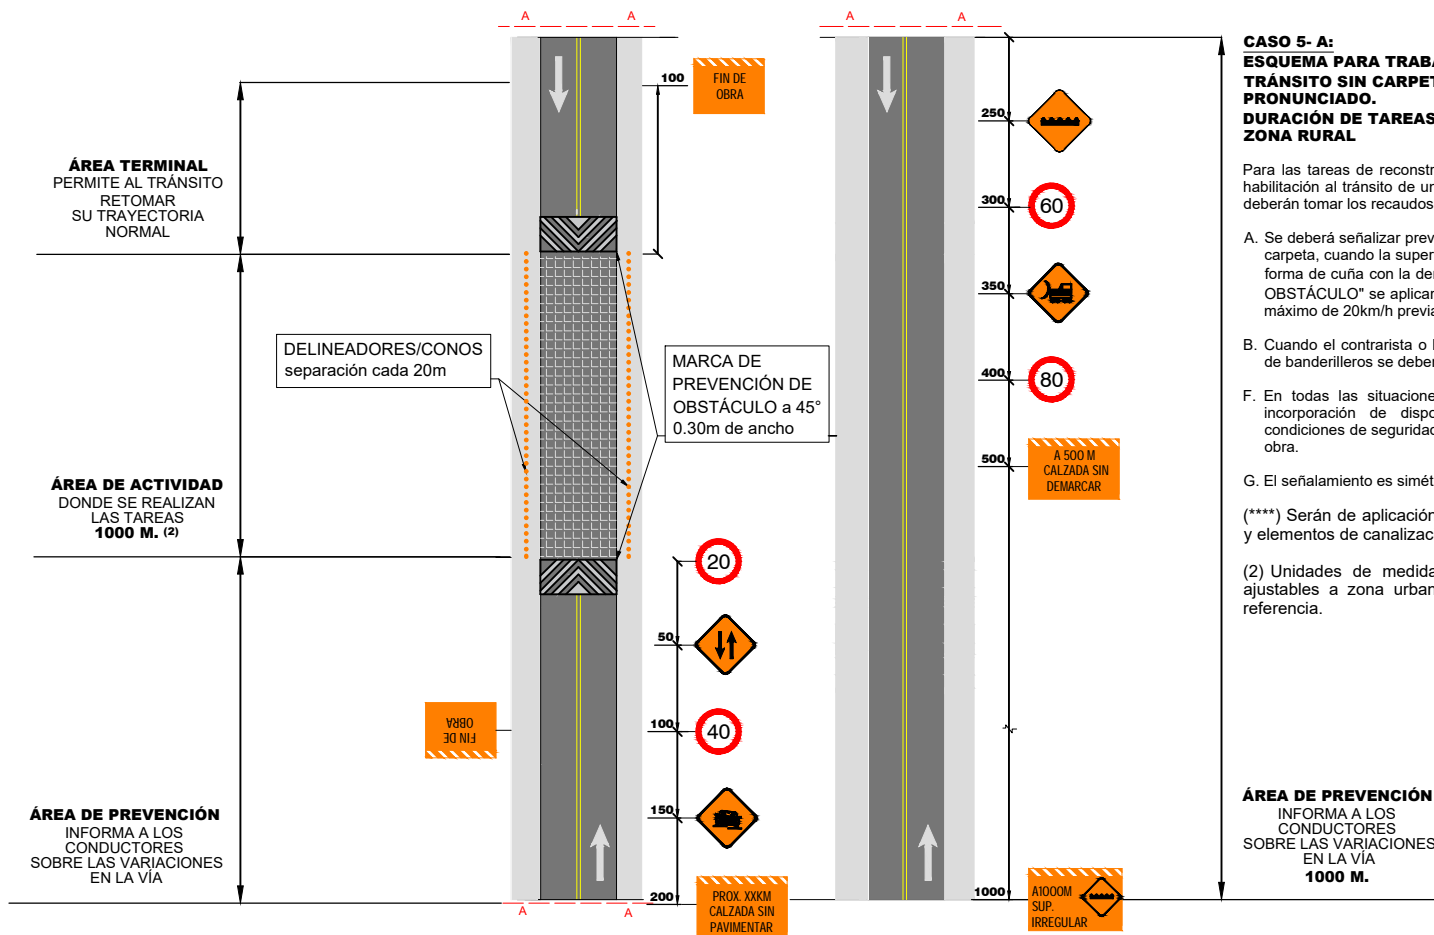 A
A
A
A
100
FIN DE
OBRA
ÁREA TERMINAL
PERMITE AL TRÁNSITO
RETOMAR
SU TRAYECTORIA
NORMAL
DELINEADORES/CONOS
separación cada 20m
MARCA DE
PREVENCIÓN DE
OBSTÁCULO a 45°
0.30m de ancho
ÁREA DE ACTIVIDAD
DONDE SE REALIZAN
LAS TAREAS
1000 M. (2)
20
50
FIN DE
OBRA
100
40
150
ÁREA DE PREVENCIÓN
INFORMA A LOS
CONDUCTORES
SOBRE LAS VARIACIONES
EN LA VÍA
200
PROX. XXKM
CALZADA SIN
PAVIMENTAR
A
A
250
300
60
350
400
80
500
A 500 M
CALZADA SIN
DEMARCAR
1000
A1000M
SUP.
IRREGULAR
CASO 5- A:
ESQUEMA PARA TRABA
TRÁNSITO SIN CARPET
PRONUNCIADO.
DURACIÓN DE TAREAS
ZONA RURAL
Para las tareas de reconstr
habilitación al tránsito de un
deberán tomar los recaudos
A. Se deberá señalizar prev
carpeta, cuando la super
forma de cuña con la de
OBSTÁCULO" se aplicar
máximo de 20km/h previa
B. Cuando el contrarista o
de banderilleros se deber
F. En todas las situacione
incorporación de dispo
condiciones de seguridad
obra.
G. El señalamiento es simét
(****) Serán de aplicación
y elementos de canalizac
(2) Unidades de medida
ajustables a zona urban
referencia.
ÁREA DE PREVENCIÓN
INFORMA A LOS
CONDUCTORES
SOBRE LAS VARIACIONES
EN LA VÍA
1000 M.